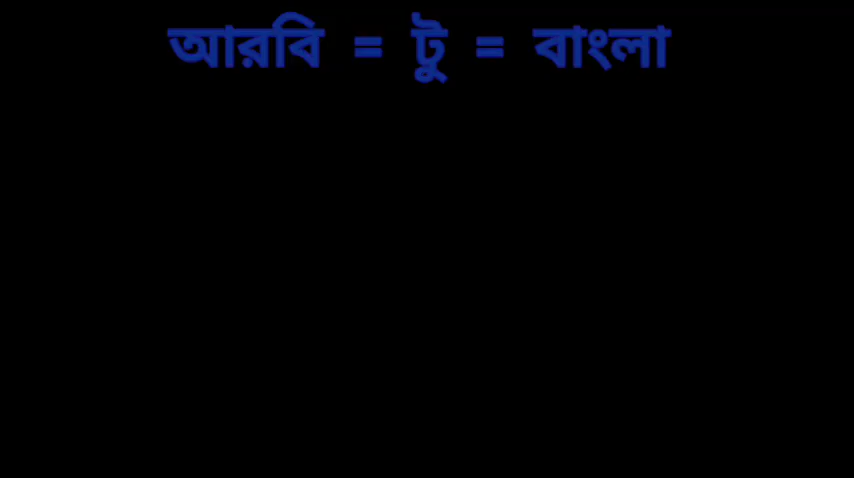 আরবি = টু = বাংলা